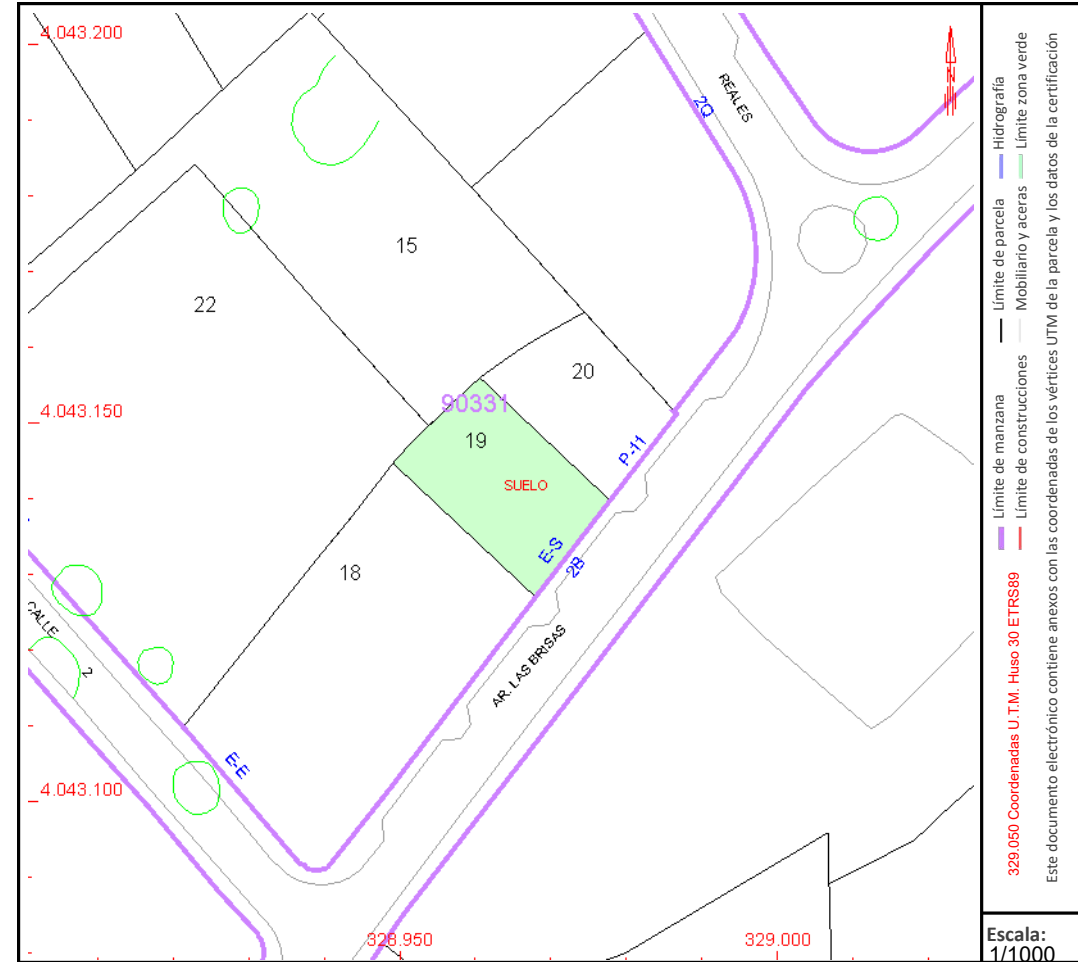 4.043.200
REALES
2Q
N
15
22
20
90331
4.043.150
19
P-11
SUELO
E-S
2B
18
CALLE
2
AR. LAS BRISAS
E-E
4.043.100
328.950
329.000
Límite de manzana
Límite de parcela
Hidrografía
Límite de construcciones
Mobiliario y aceras
Límite zona verde
329.050 Coordenadas U.T.M. Huso 30 ETRS89
Este documento electrónico contiene anexos con las coordenadas de los vértices UTM de la parcela y los datos de la certificación
Escala:
1/1000